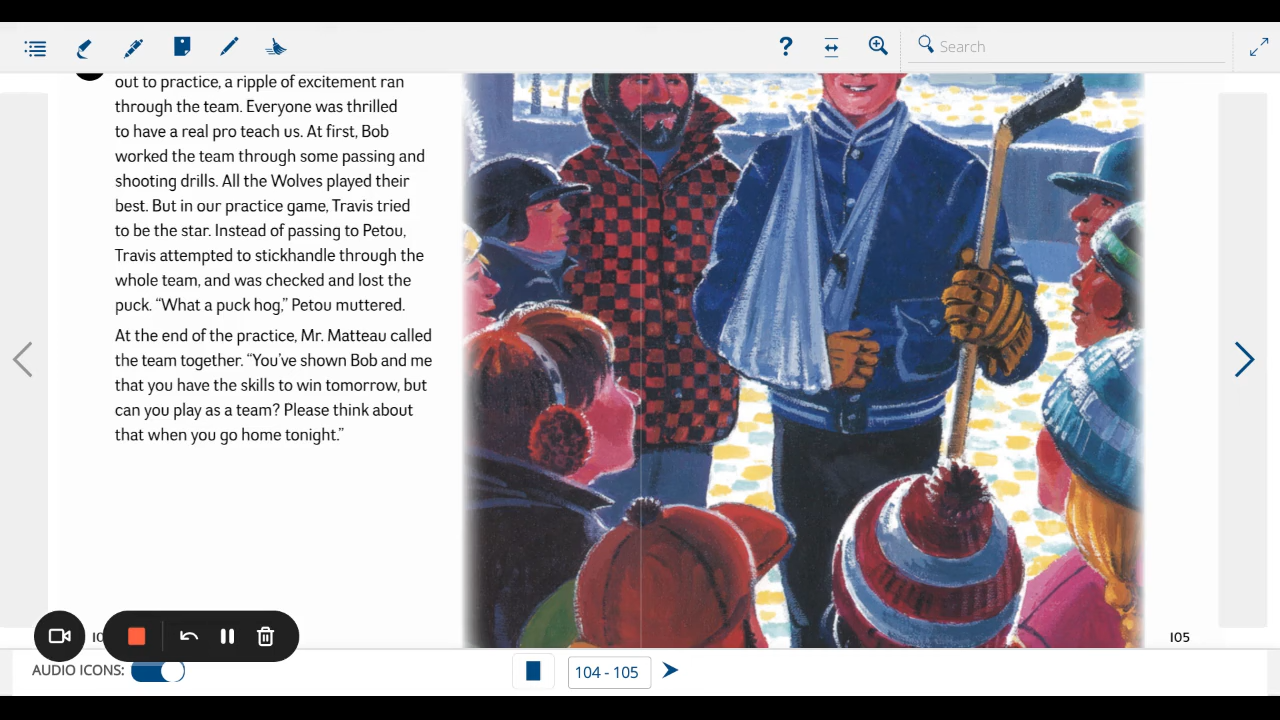 Search
out to practice, a ripple of excitement ran
through the team. Everyone was thrilled
to have a real pro teach us. At first, Bob
worked the team through some passing and
shooting drills. All the Wolves played their
best. But in our practice game, Travis tried
to be the star. Instead of passing to Petou,
Travis attempted to stickhandle through the
whole team, and was checked and lost the
puck. “What a puck hog,” Petou muttered.
At the end of the practice, Mr. Matteau called
the team together. “You’ve shown Bob and me
that you have the skills to win tomorrow, but
can you play as a team? Please think about
that when you go home tonight.”
105
AUDIO ICONS:
104 - 105